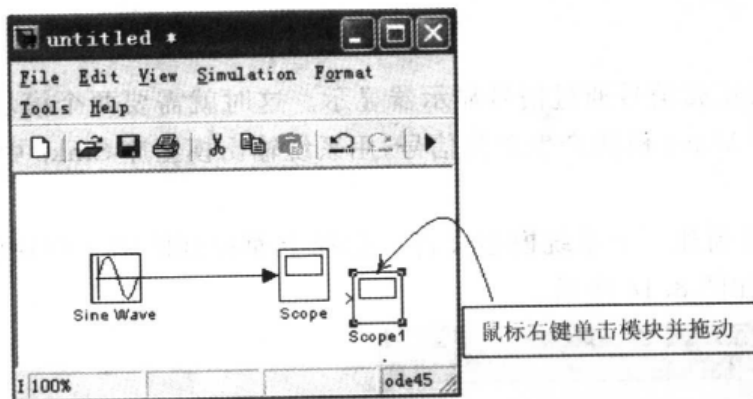 untitled *
File Edit View Simulation Format
Tools Help
Sine Wave
Scope
Scope1
鼠标右键单击模块并拖动
100%
ode45